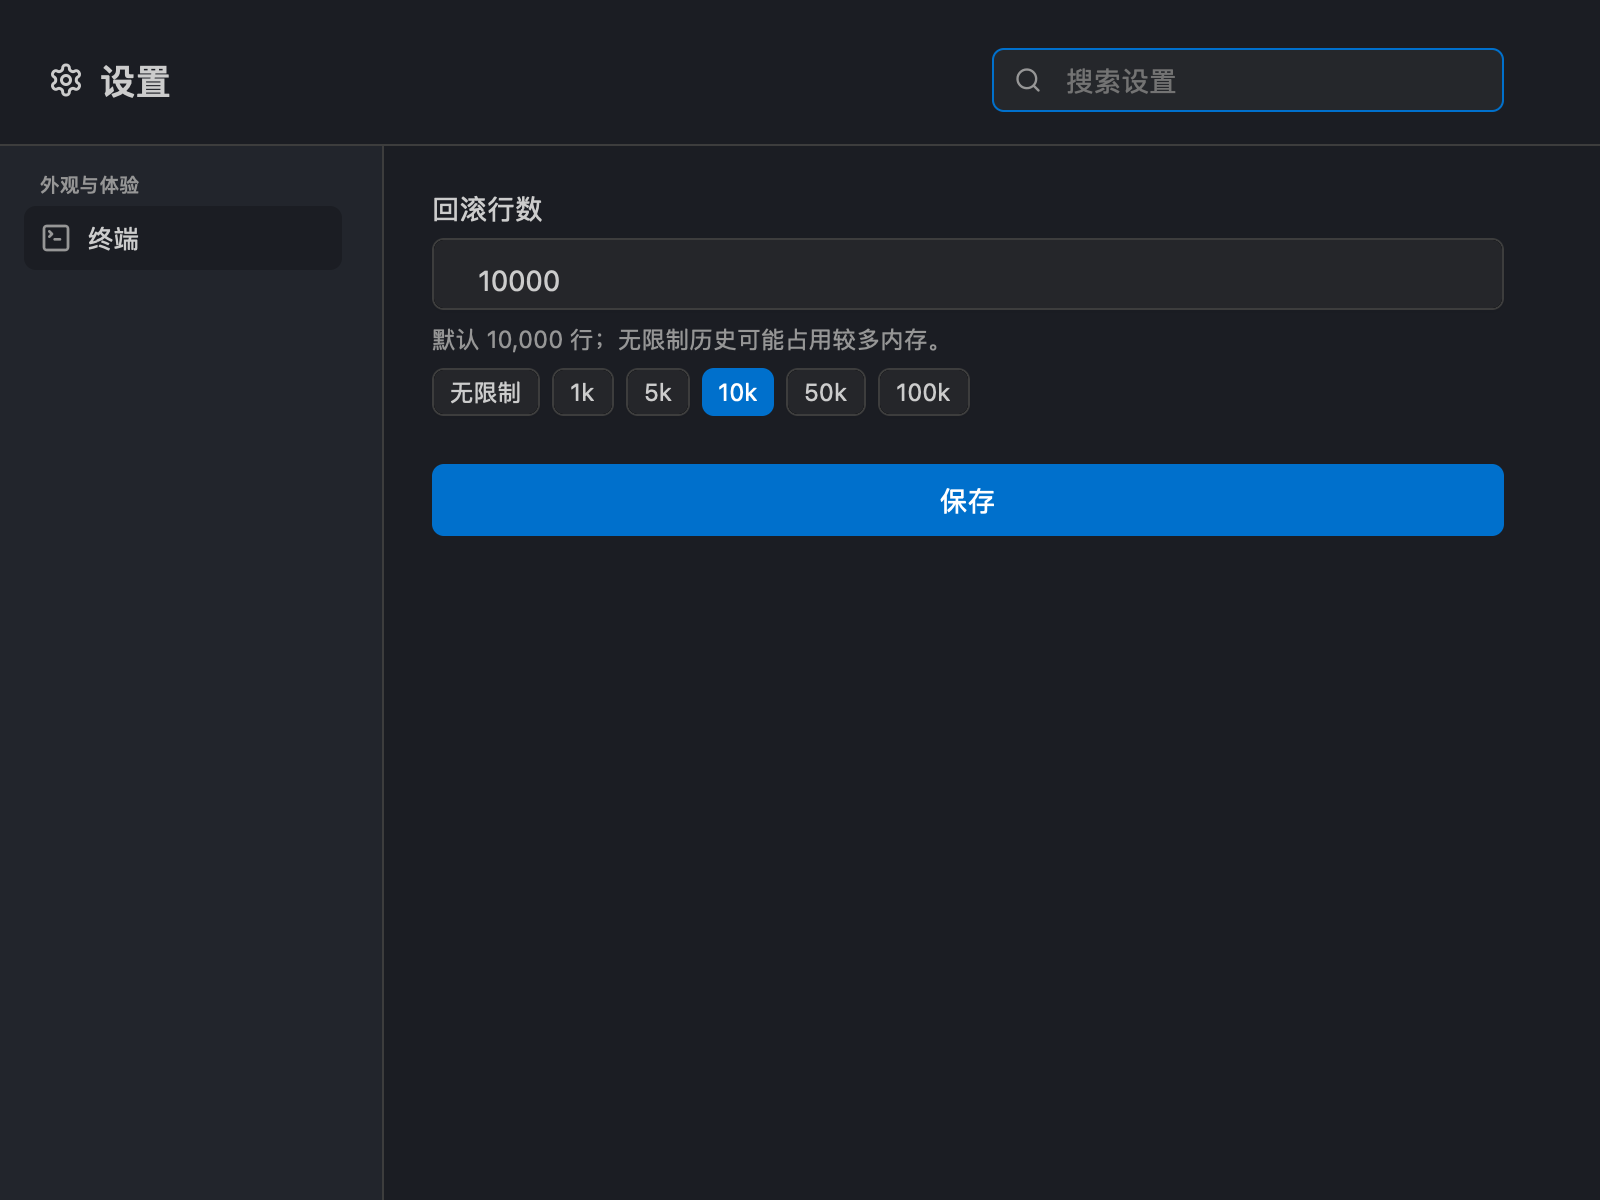 设置
搜索设置
外观与体验
终端
回滚行数
10000
默认 10,000 行；无限制历史可能占用较多内存。
无限制 1k 5k 10k 50k 100k
保存